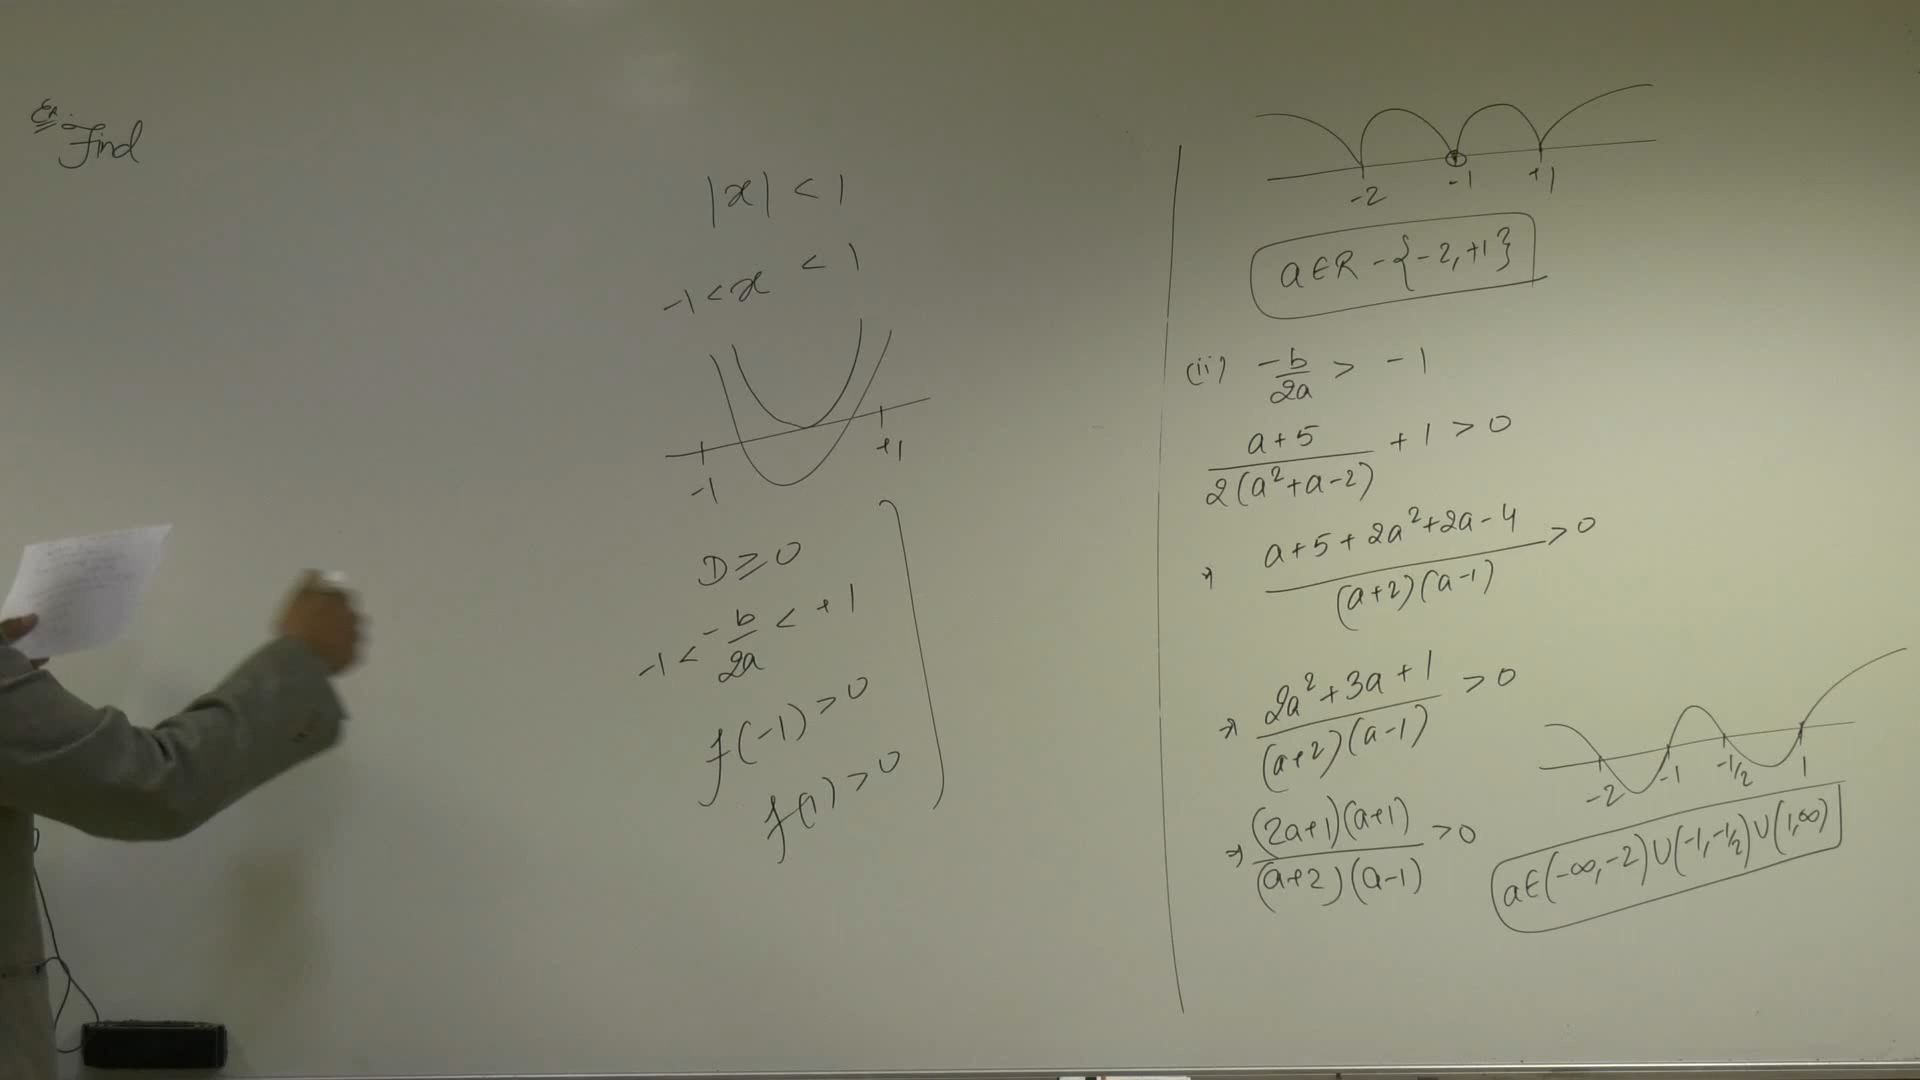 Ex.
Find
|x| < 1
-1 < x < 1
-1 +1
D ≥ 0
-1 < -b/2a < +1
f(-1) > 0
f(1) > 0
-2 -1 +1
a ∈ R - {-2, +1}
(ii) -b/2a > -1
(a+5)/(2(a²+a-2)) + 1 > 0
⇒ (a+5+2a²+2a-4)/((a+2)(a-1)) > 0
⇒ (2a²+3a+1)/((a+2)(a-1)) > 0
⇒ ((2a+1)(a+1))/((a+2)(a-1)) > 0
-2 -1 -1/2 1
a ∈ (-∞, -2) ∪ (-1, -1/2) ∪ (1, ∞)